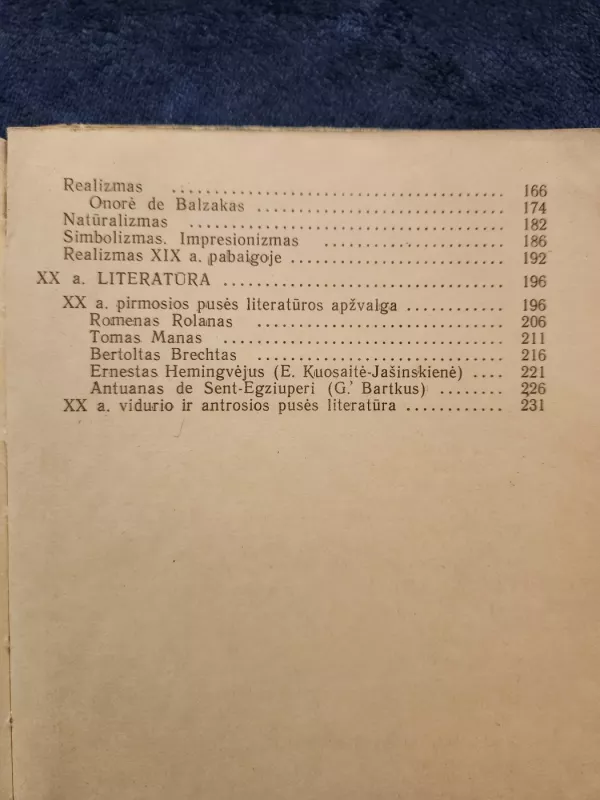 Realizmas ........................................ 166
Onorė de Balzakas .............................. 174
Natūralizmas ...................................... 182
Simbolizmas. Impresionizmas ...................... 186
Realizmas XIX a. pabaigoje .......................... 192
XX a. LITERATŪRA .................................. 196
XX a. pirmosios pusės literatūros apžvalga ............ 196
Romenas Rolanas .............................. 206
Tomas Manas .................................. 211
Bertoltas Brechtas .............................. 216
Ernestas Hemingvėjus (E. Kuosaitė-Jašinskienė) .... 221
Antuanas de Sent-Egziuperi (G. Bartkus) ........ 226
XX a. vidurio ir antrosios pusės literatūra ............ 231